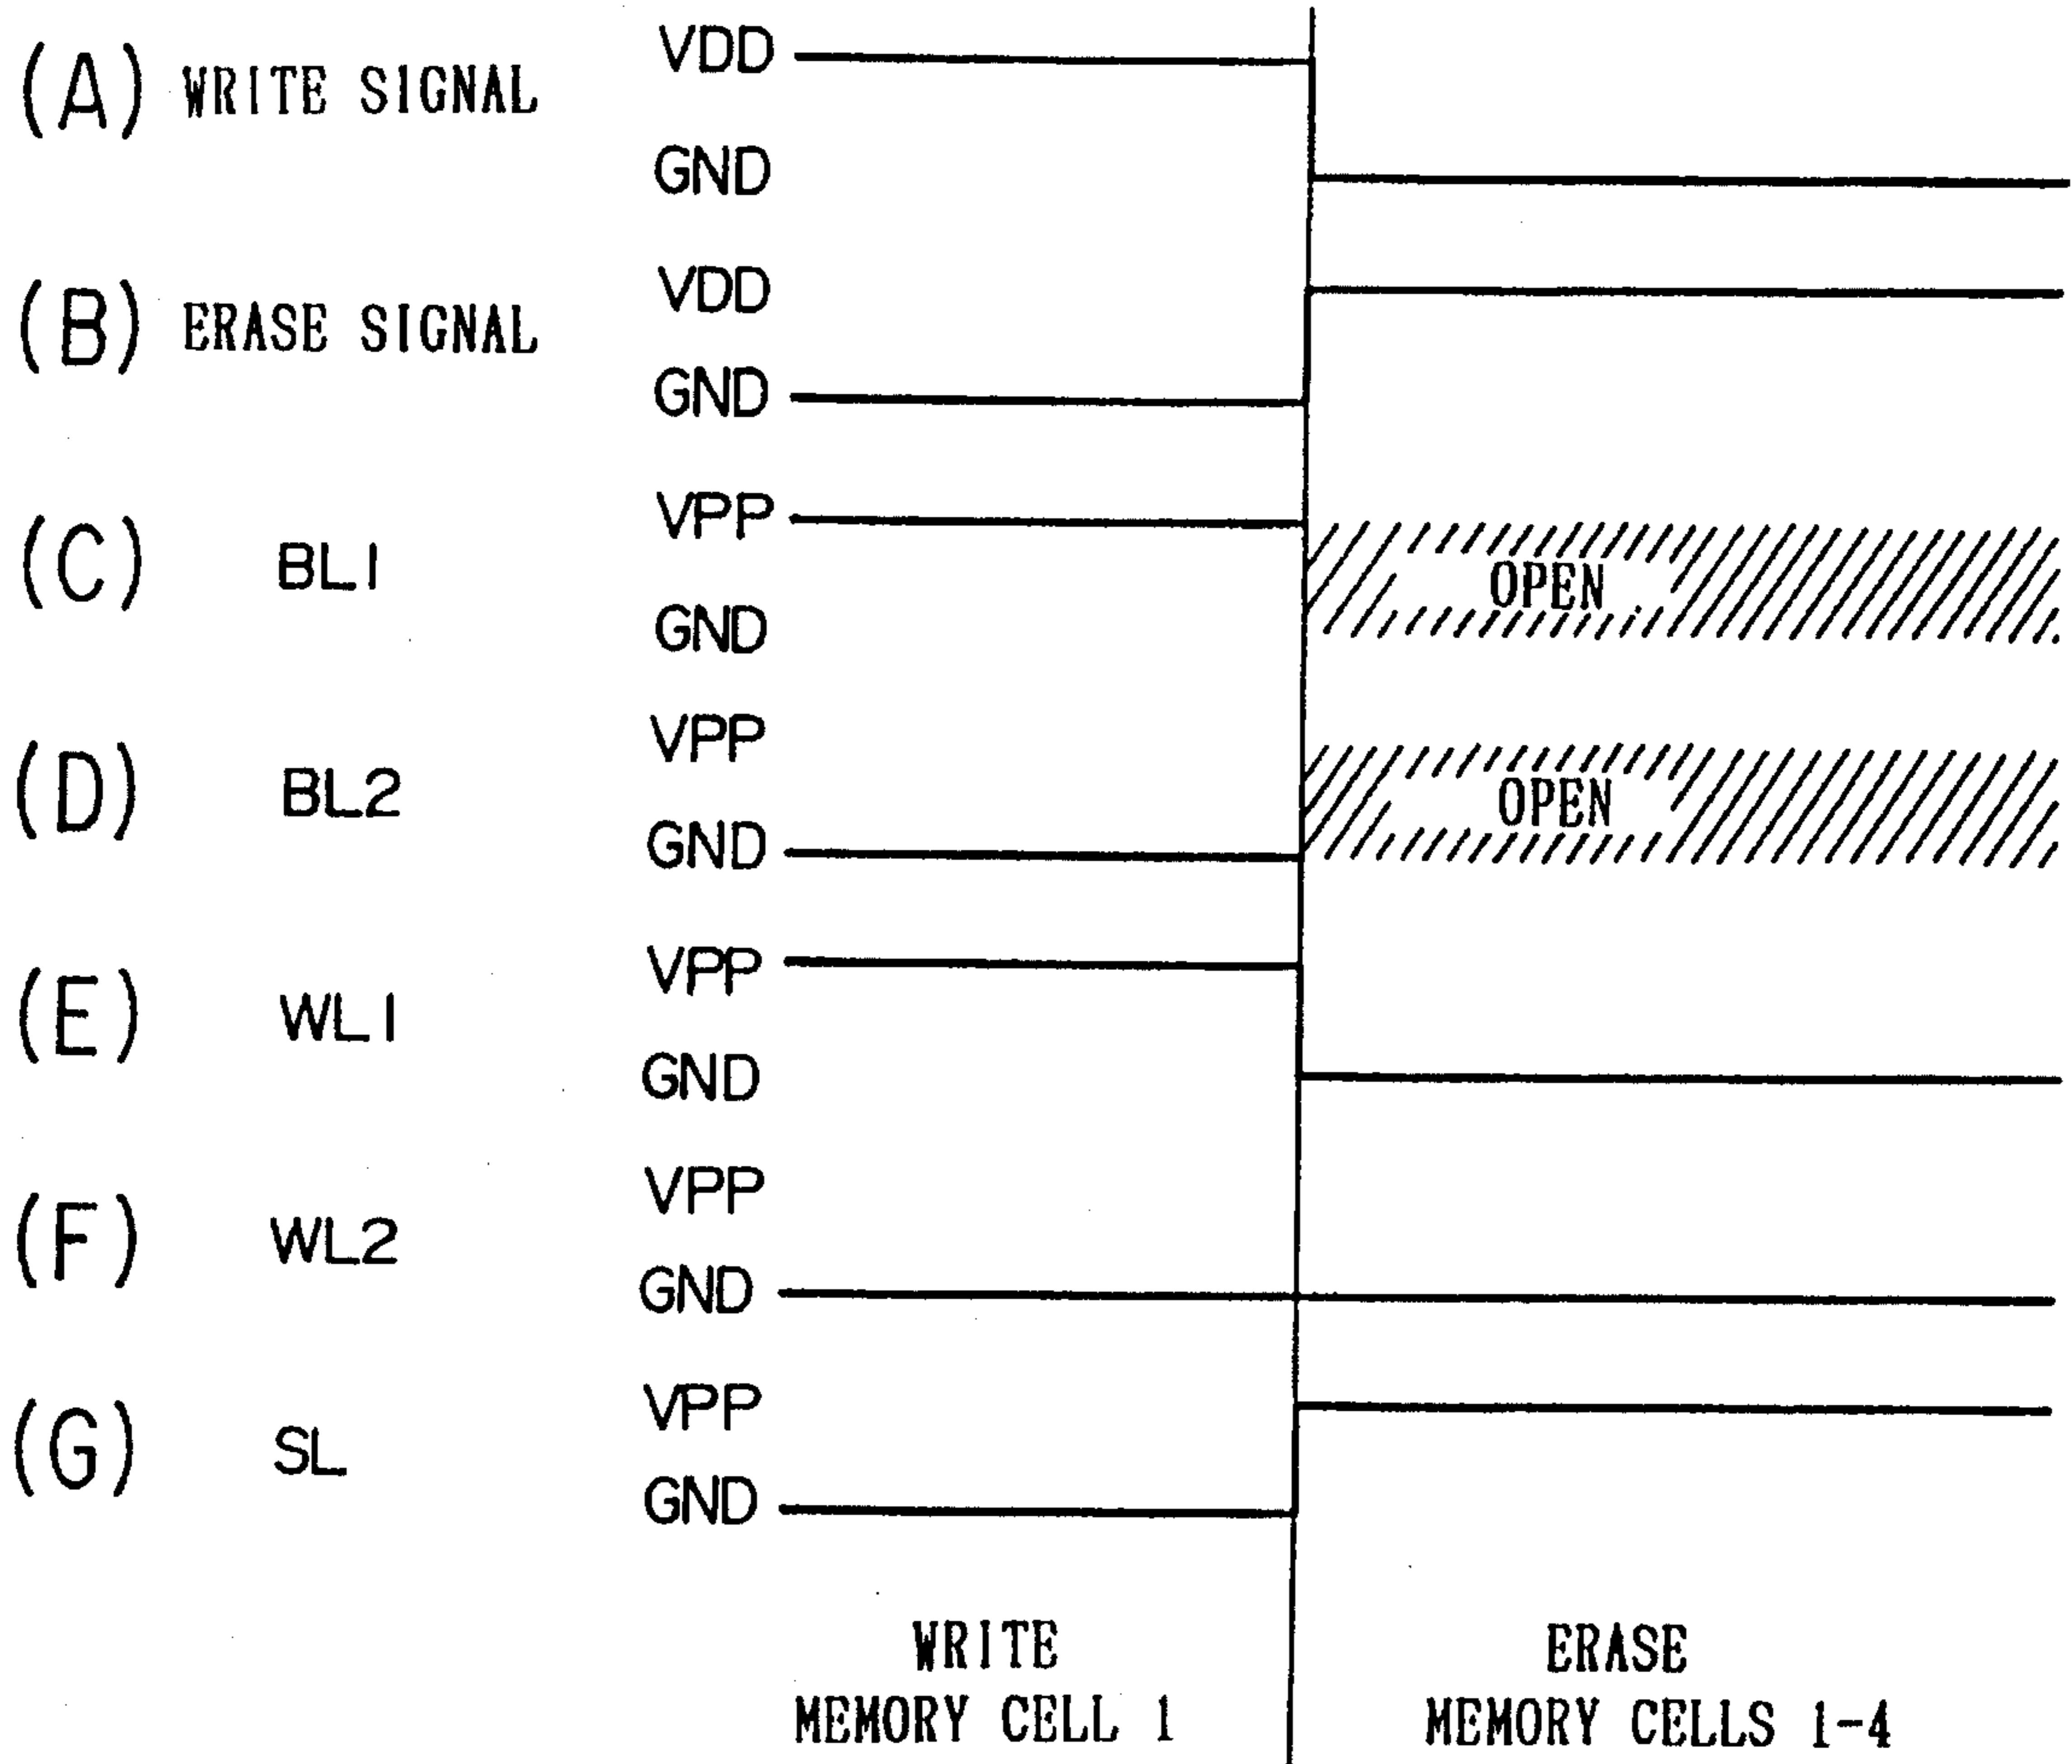 (A) WRITE SIGNAL VDD
GND
(B) ERASE SIGNAL VDD
GND
(C) BL1 VPP
OPEN
GND
(D) BL2 VPP
OPEN
GND
(E) WL1 VPP
GND
(F) WL2 VPP
GND
(G) SL VPP
GND
WRITE
MEMORY CELL 1
ERASE
MEMORY CELLS 1-4